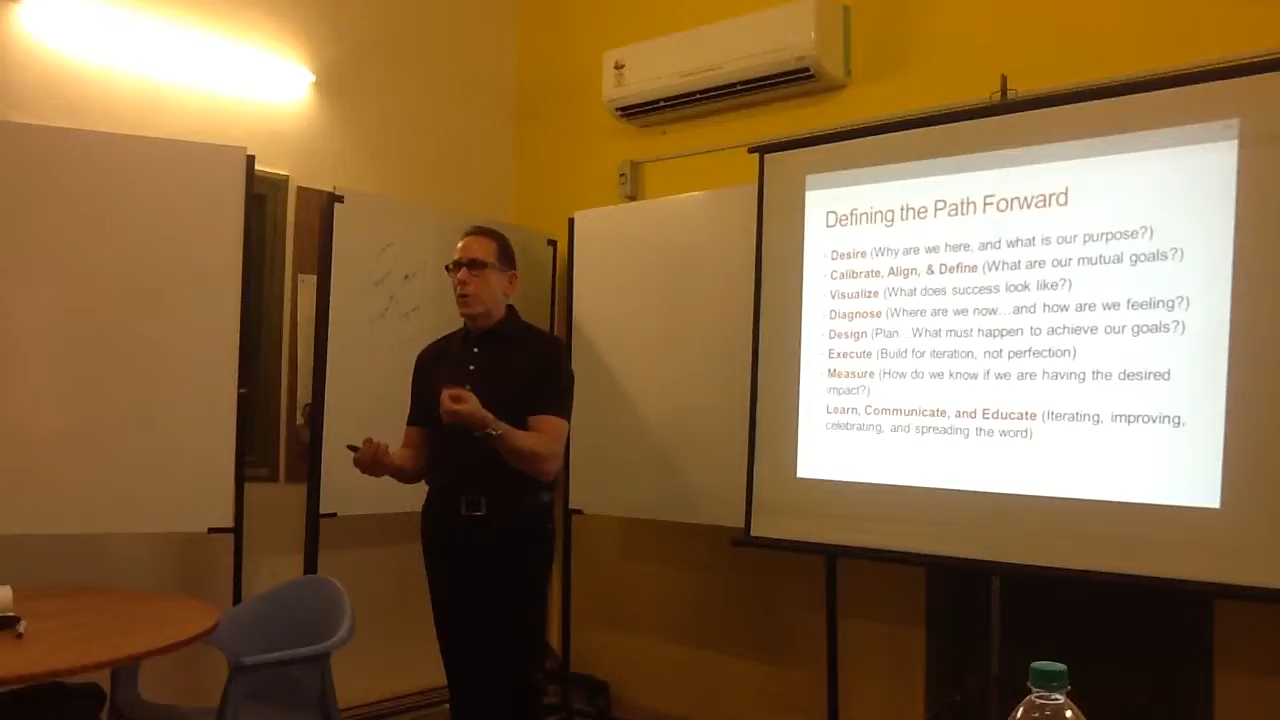 Defining the Path Forward
· Desire (Why are we here, and what is our purpose?)
· Calibrate, Align, & Define (What are our mutual goals?)
· Visualize (What does success look like?)
· Diagnose (Where are we now…and how are we feeling?)
· Design (Plan…What must happen to achieve our goals?)
· Execute (Build for iteration, not perfection)
· Measure (How do we know if we are having the desired
impact?)
Learn, Communicate, and Educate (Iterating, improving,
celebrating, and spreading the word)